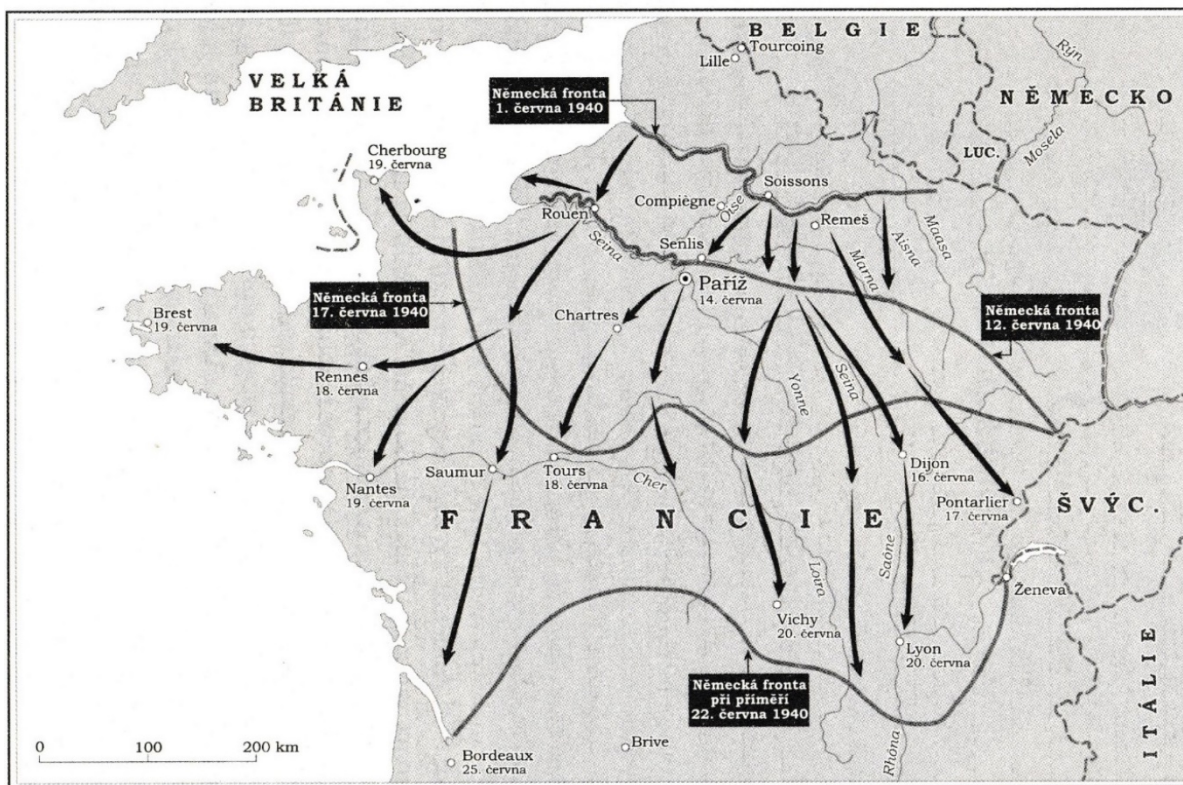 BELGIE
Tourcoing
Lille
Rýn
VELKÁ
BRITÁNIE
Německá fronta
1. června 1940
NĚMECKO
LUC.
Mosela
Cherbourg
19. června
Soissons
Compiègne
Oise
Remeš
Rouen
Seina
Aisna
Maasa
Senlis
Marna
Paříž
14. června
Německá fronta
17. června 1940
Německá fronta
12. června 1940
Brest
19. června
Chartres
Rennes
18. června
Yonne
Seina
Saumur
Tours
18. června
Cher
Dijon
16. června
Nantes
19. června
Pontarlier
17. června
FRANCIE
ŠVÝC.
Saône
Loira
Ženeva
Vichy
20. června
Lyon
20. června
ITÁLIE
Německá fronta
při příměří
22. června 1940
0 100 200 km
Brive
Bordeaux
25. června
Rhóna